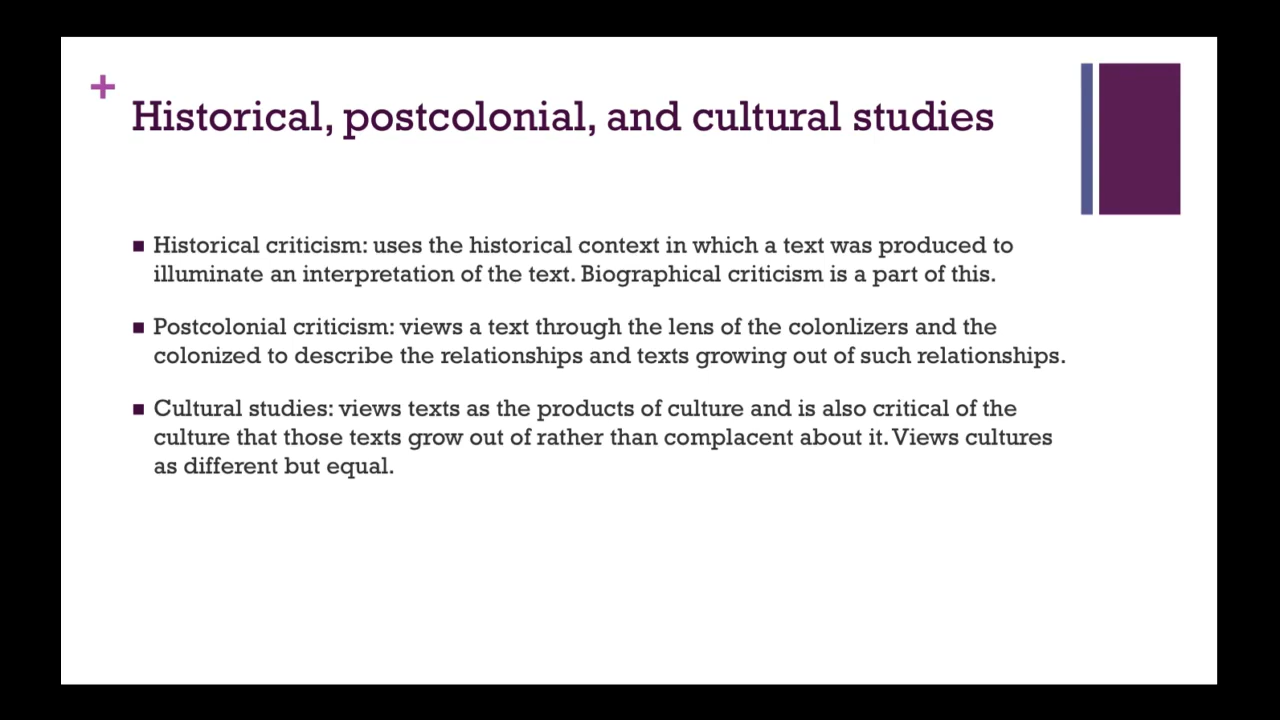 +
Historical, postcolonial, and cultural studies
■ Historical criticism: uses the historical context in which a text was produced to
illuminate an interpretation of the text. Biographical criticism is a part of this.
■ Postcolonial criticism: views a text through the lens of the colonlizers and the
colonized to describe the relationships and texts growing out of such relationships.
■ Cultural studies: views texts as the products of culture and is also critical of the
culture that those texts grow out of rather than complacent about it. Views cultures
as different but equal.